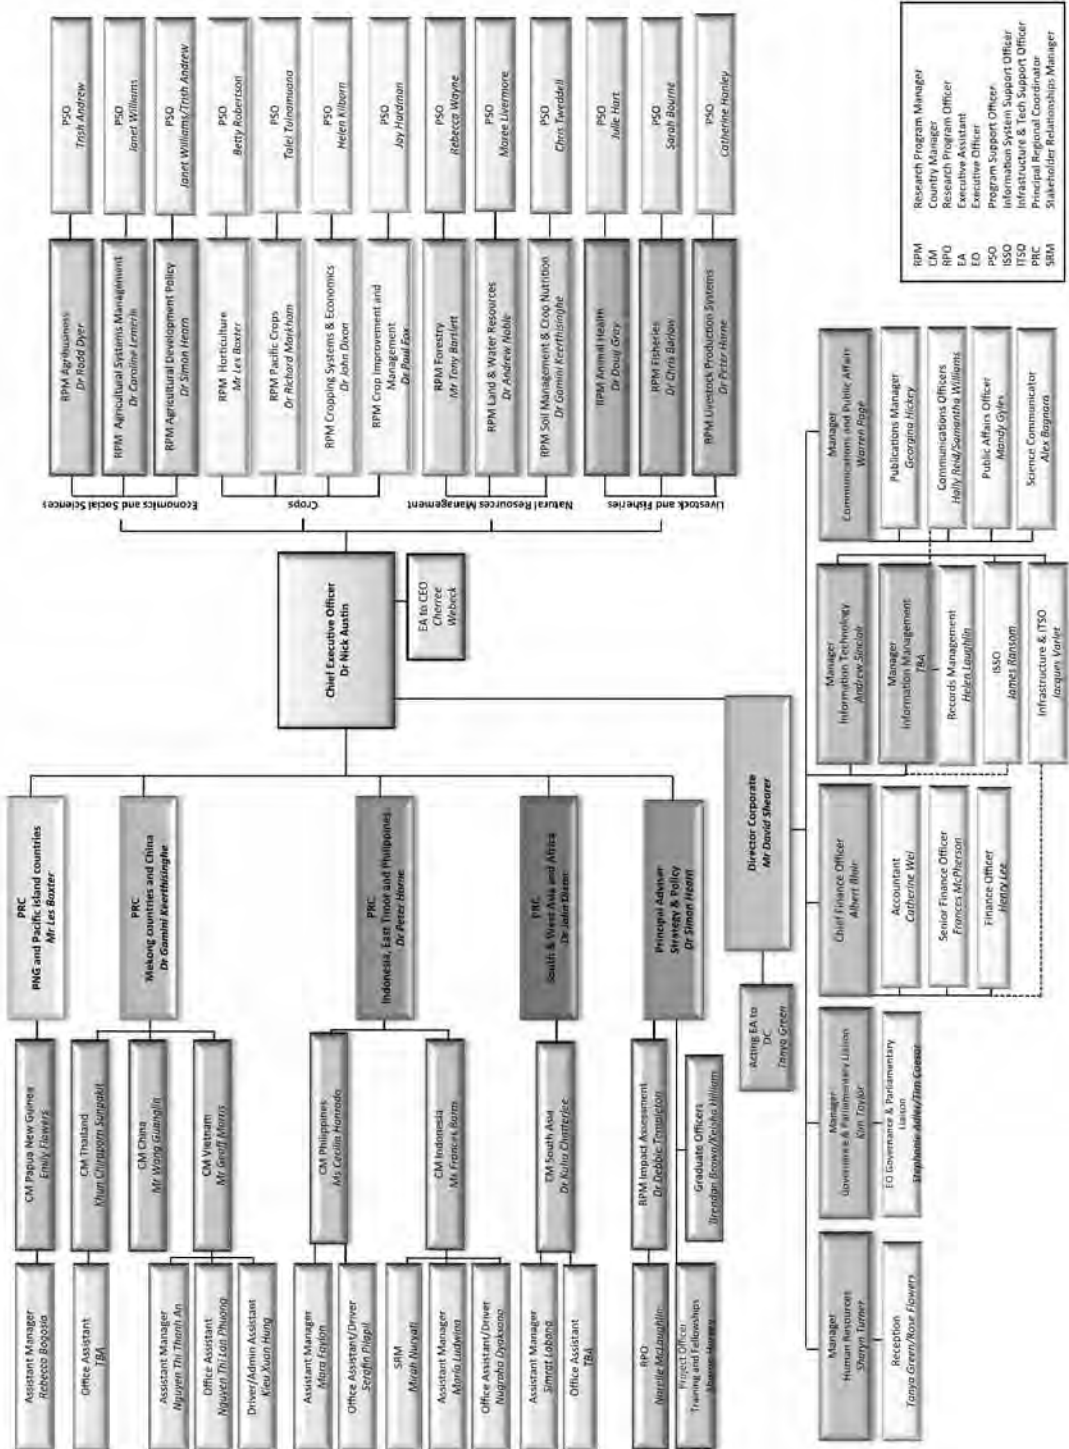 Chief Executive Officer
Dr Nick Austin
EA to CEO
Cherree
Webeck
PRC
PNG and Pacific island countries
Mr Les Baxter
CM Papua New Guinea
Emily Flowers
Assistant Manager
Rebecca Bogosia
PRC
Mekong countries and China
Dr Gamini Keerthisinghe
CM Thailand
Khun Chirapora Sunpakit
Office Assistant
TBA
CM China
Mr Wang Guanglin
CM Vietnam
Mr Geoff Morris
Assistant Manager
Nguyen Thi Thanh An
Office Assistant
Nguyen Thi Lan Phuong
Driver/Admin Assistant
Kieu Xuan Hung
PRC
Indonesia, East Timor and Philippines
Dr Peter Horne
CM Philippines
Ms Cecilia Honrado
Assistant Manager
Mara Faylon
Office Assistant/Driver
Serafin Pilapil
CM Indonesia
Ms Frances Barns
SRM
Mirah Nuryati
Assistant Manager
Maria Ludwina
Office Assistant/Driver
Nugroho Dyaksono
PRC
South & West Asia and Africa
Dr John Dixon
CM South Asia
Dr Kuhu Chatterjee
Assistant Manager
Simrat Labana
Office Assistant
TBA
Principal Adviser
Strategy & Policy
Dr Simon Hearn
RPM Impact Assessment
Dr Debbie Templeton
RPO
Narelle McLaughlin
Graduate Officers
Brendan Brown/Keisha Hilliam
Project Officer
Training and Fellowships
Economics and Social Sciences
RPM Agribusiness
Dr Rodd Dyer
PSO
Trish Andrew
RPM Agricultural Systems Management
Dr Caroline Lemerle
PSO
Janet Williams
RPM Agricultural Development Policy
Dr Simon Hearn
PSO
Janet Williams/Trish Andrew
Crops
RPM Horticulture
Mr Les Baxter
PSO
Betty Robertson
RPM Pacific Crops
Dr Richard Markham
PSO
Talei Tuinamuana
RPM Cropping Systems & Economics
Dr John Dixon
PSO
Helen Kilborn
RPM Crop Improvement and
Management
Dr Paul Fox
PSO
Jay Hardman
Natural Resources Management
RPM Forestry
Mr Tony Bartlett
PSO
Rebecca Wayne
RPM Land & Water Resources
Dr Andrew Noble
PSO
Maree Livermore
RPM Soil Management & Crop Nutrition
Dr Gamini Keerthisinghe
PSO
Chris Tweddell
Livestock and Fisheries
RPM Animal Health
Dr Doug Gray
PSO
Julie Hart
RPM Fisheries
Dr Chris Barlow
PSO
Sarah Bourne
RPM Livestock Production Systems
Dr Peter Horne
PSO
Catherine Hanley
Director Corporate
Mr David Shearer
Acting EA to
DC
Tanya Green
Manager
Human Resources
Sharyn Turner
Reception
Tanya Green/Rose Flowers
Manager
Governance & Parliamentary Liaison
Kim Taylor
EO Governance & Parliamentary
Liaison
Stephanie Adler/Tim Caesar
Chief Finance Officer
Albert Blair
Accountant
Catherine Wei
Senior Finance Officer
Frances McPherson
Finance Officer
Henry Lee
Manager
Information Technology
Andrew Sinclair
Manager
Information Management
TBA
Records Management
Helen Laughlin
ISSO
James Ransom
Infrastructure & ITSO
Jacques Varlet
Manager
Communications and Public Affairs
Warren Page
Publications Manager
Georgina Hickey
Communications Officers
Holly Reid/Samantha Williams
Public Affairs Officer
Mandy Gyles
Science Communicator
Alex Bagnara
RPM Research Program Manager
CM Country Manager
RPO Research Program Officer
EA Executive Assistant
EO Executive Officer
PSO Program Support Officer
ISSO Information System Support Officer
ITSO Infrastructure & Tech Support Officer
PRC Principal Regional Coordinator
SRM Stakeholder Relationships Manager